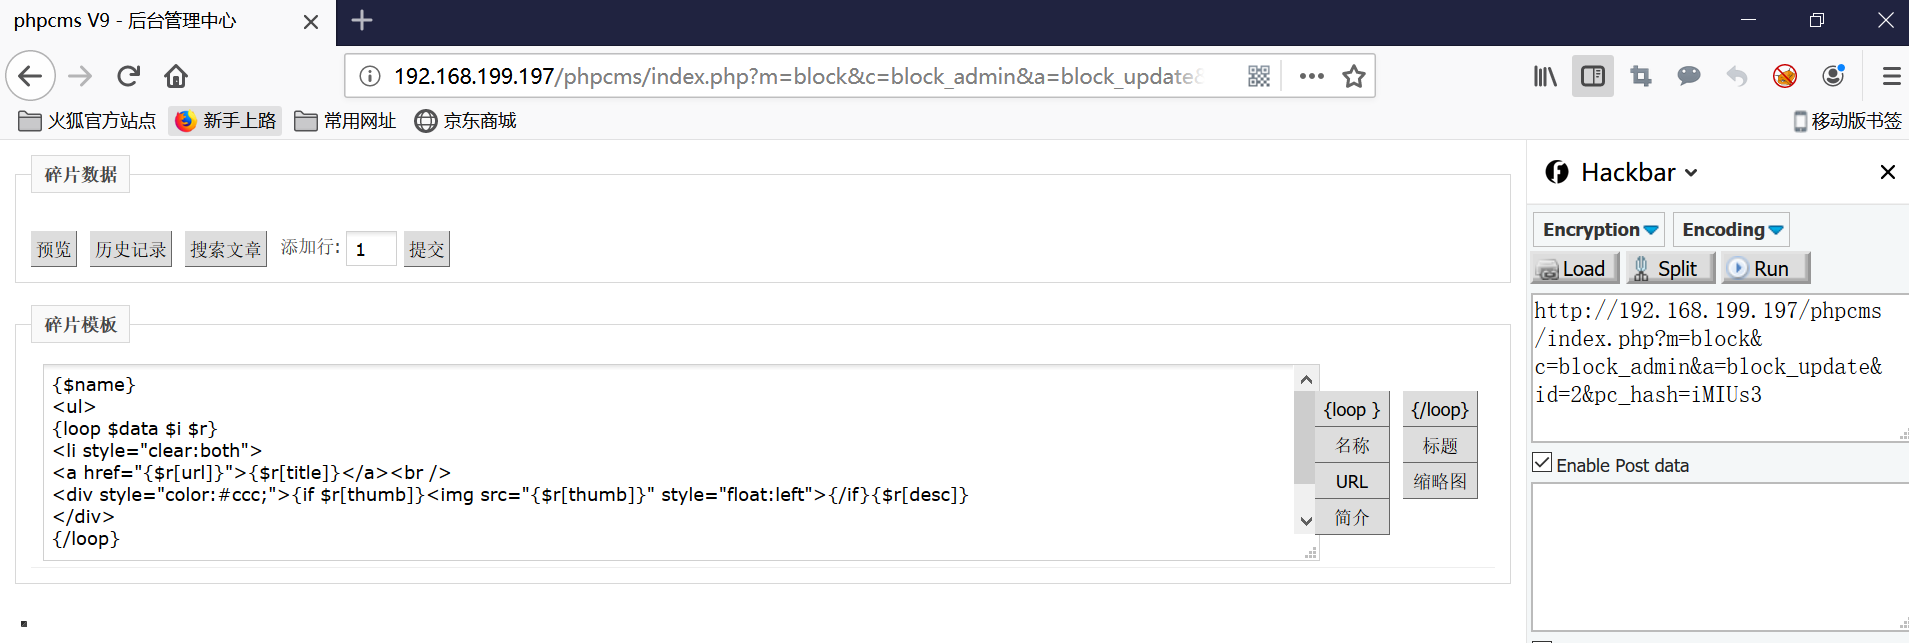 phpcms V9 - 后台管理中心
192.168.199.197/phpcms/index.php?m=block&c=block_admin&a=block_update&
火狐官方站点 新手上路 常用网址 京东商城 移动版书签
碎片数据
预览 历史记录 搜索文章 添加行: 1 提交
碎片模板
{$name}
<ul>
{loop $data $i $r}
<li style="clear:both">
<a href="{$r[url]}">{$r[title]}</a><br />
<div style="color:#ccc;">{if $r[thumb]}<img src="{$r[thumb]}" style="float:left">{/if}{$r[desc]}
</div>
{/loop}
{loop } {/loop}
名称 标题
URL 缩略图
简介
Hackbar
Encryption Encoding
Load Split Run
http://192.168.199.197/phpcms
/index.php?m=block&
c=block_admin&a=block_update&
id=2&pc_hash=iMIUs3
Enable Post data